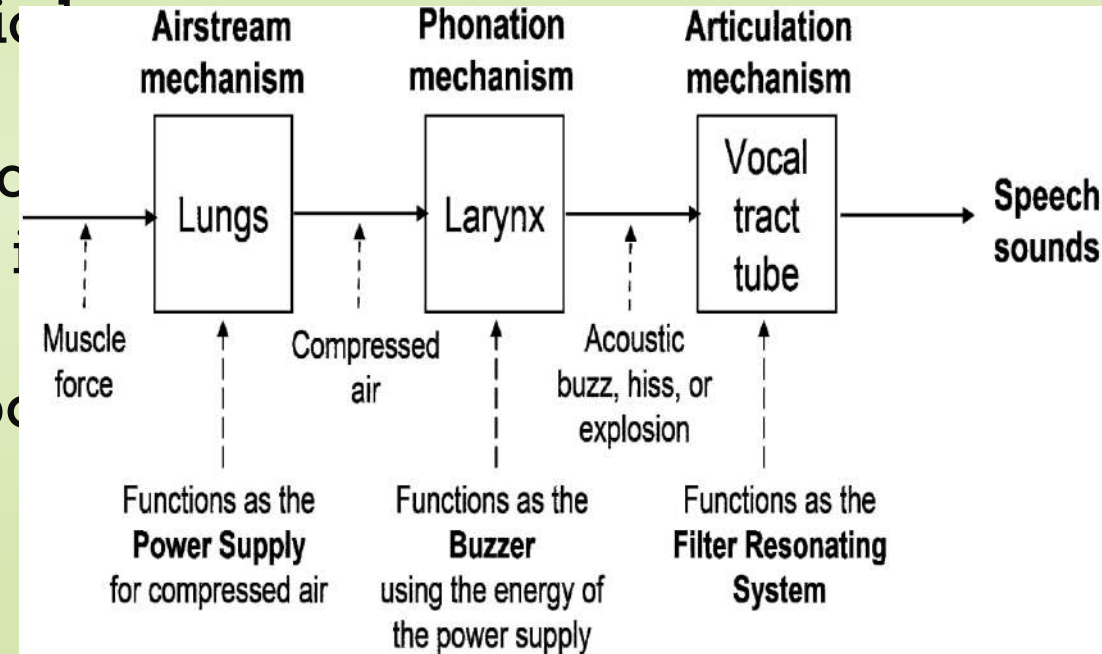 Airstream
mechanism
Phonation
mechanism
Articulation
mechanism
Lungs
Larynx
Vocal
tract
tube
Speech
sounds
Muscle
force
Compressed
air
Acoustic
buzz, hiss, or
explosion
Functions as the
Power Supply
for compressed air
Functions as the
Buzzer
using the energy of
the power supply
Functions as the
Filter Resonating
System